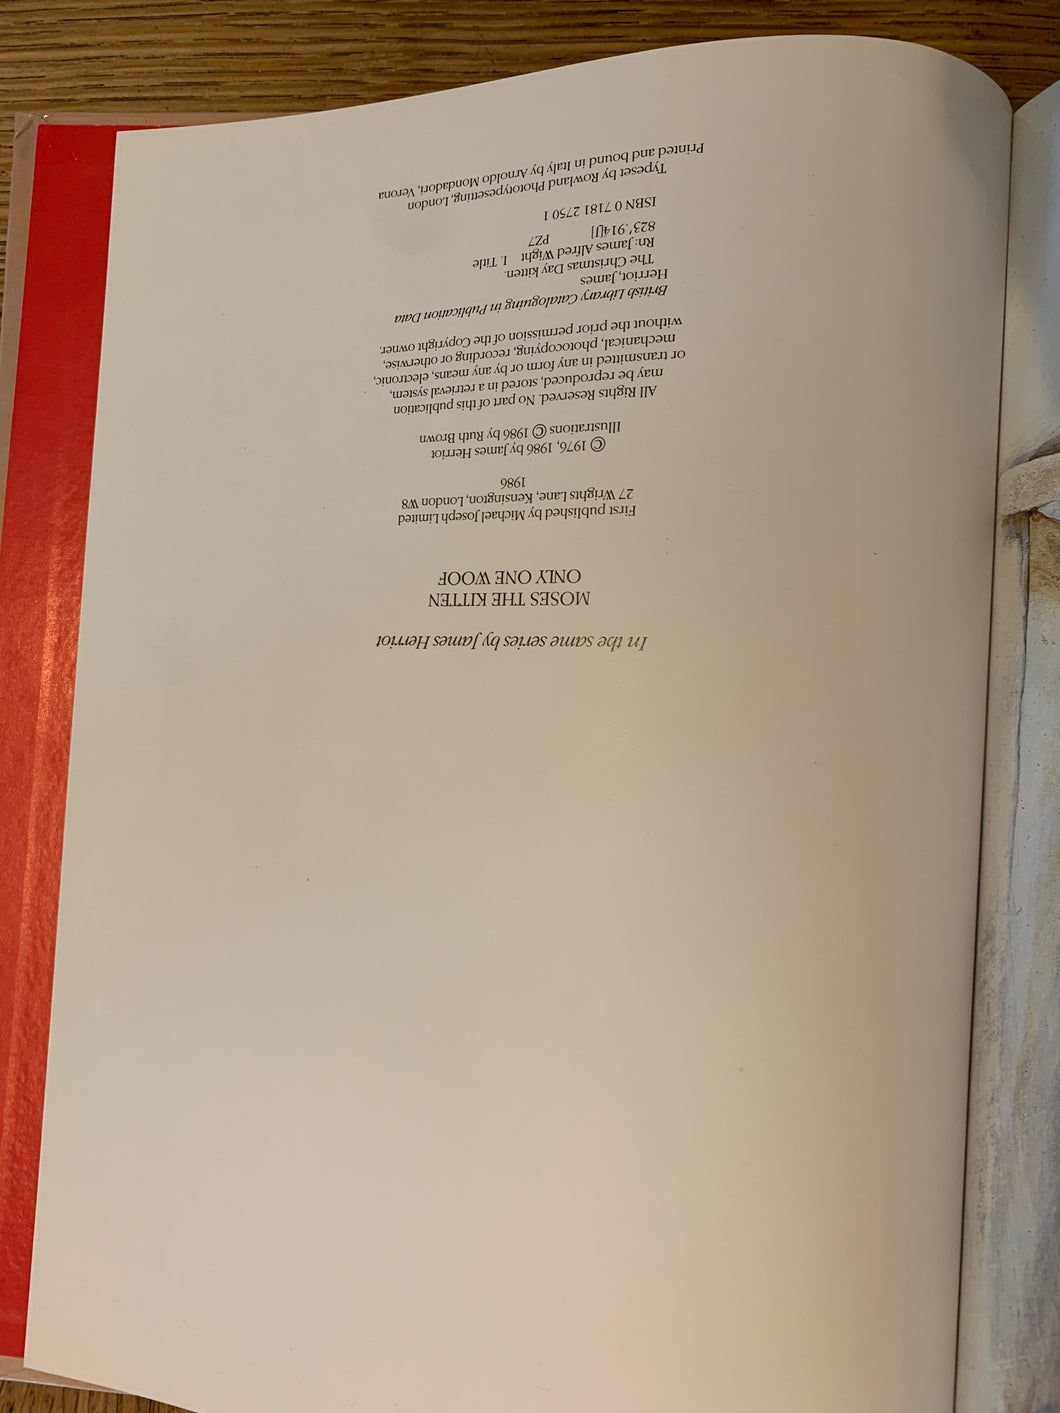 In the same series by James Herriot
MOSES THE KITTEN
ONLY ONE WOOF
First published by Michael Joseph Limited
27 Wrights Lane, Kensington, London W8
1986
© 1976, 1986 by James Herriot
Illustrations © 1986 by Ruth Brown
All Rights Reserved. No part of this publication
may be reproduced, stored in a retrieval system,
or transmitted in any form or by any means, electronic,
mechanical, photocopying, recording or otherwise,
without the prior permission of the Copyright owner.
British Library Cataloguing in Publication Data
Herriot, James
The Christmas Day kitten.
Rn: James Alfred Wight I. Title
823'.914[J] PZ7
ISBN 0 7181 2750 1
Typeset by Rowland Phototypesetting, London
Printed and bound in Italy by Arnoldo Mondadori, Verona